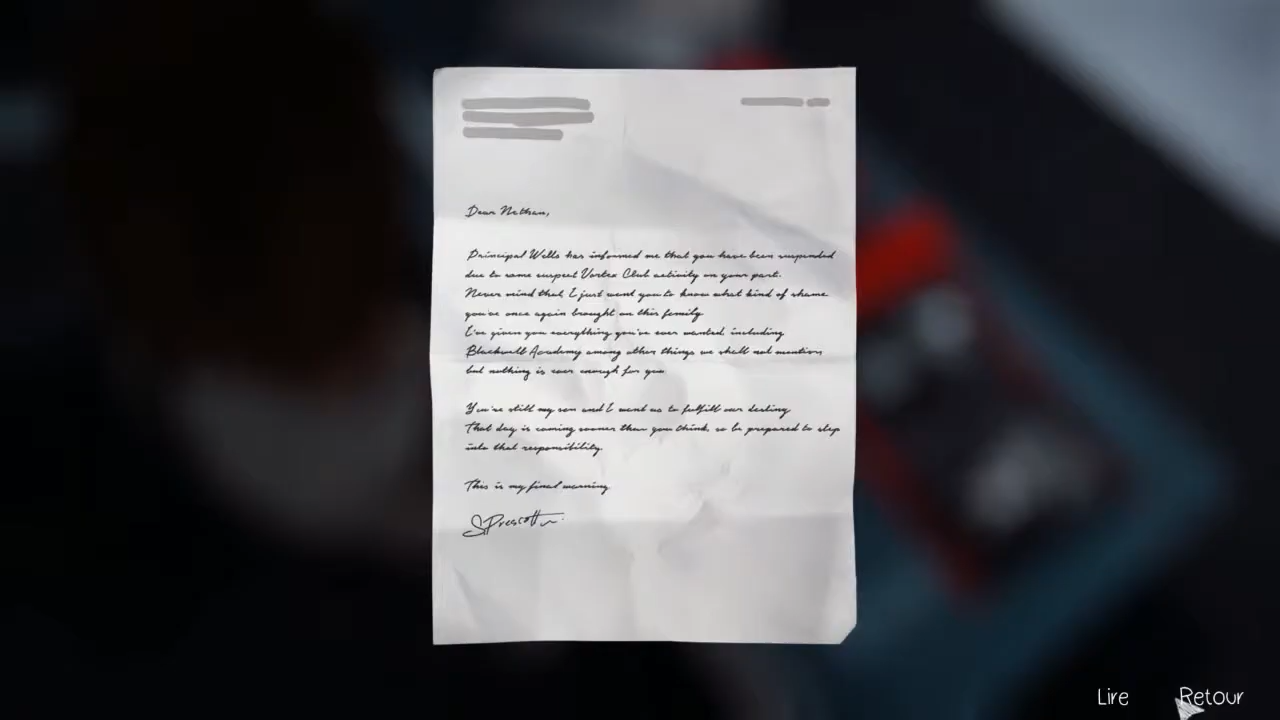 Dear Nathan,
Principal Wells has informed me that you have been suspended
due to some suspect Vortex Club activity on your part.
Never mind that, I just want you to know what kind of shame
you've once again brought on this family
I've given you everything you've ever wanted, including
Blackwell Academy among other things we shall not mention,
but nothing is ever enough for you
You're still my son and I want us to fulfill our destiny
That day is coming sooner than you think, so be prepared to step
into that responsibility.
This is my final warning
S. Prescott
Lire
Retour